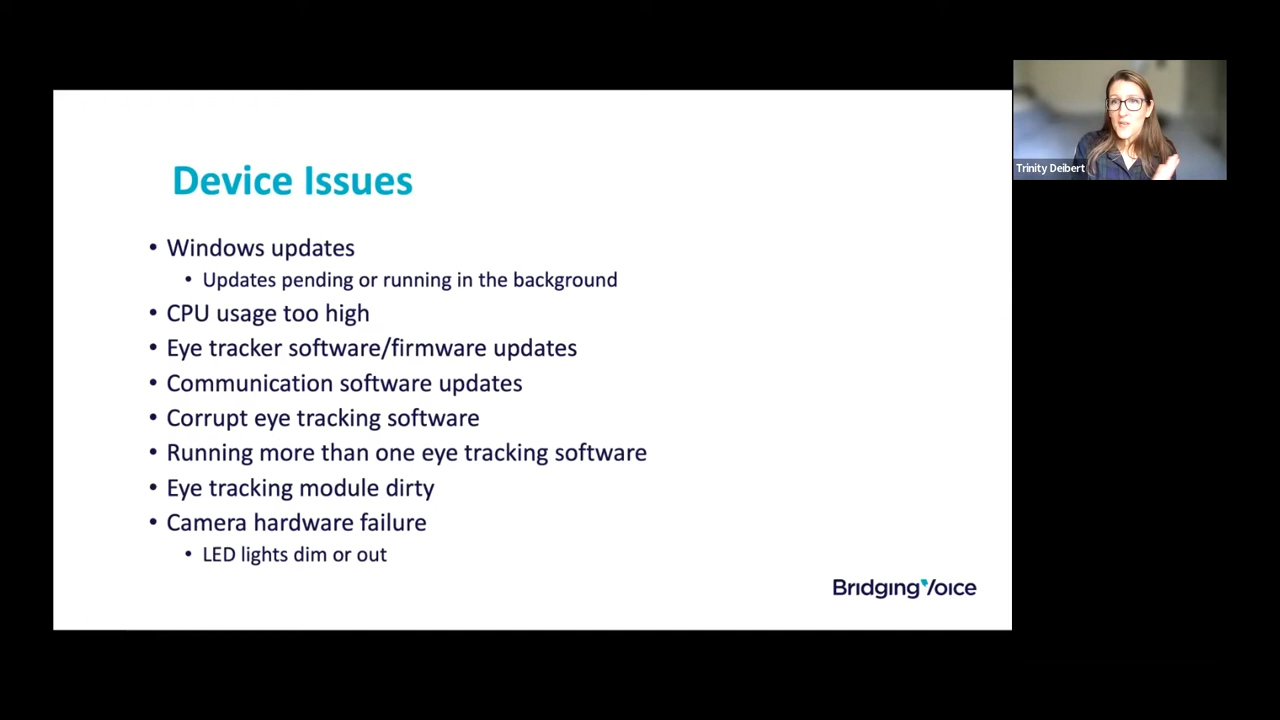 Device Issues
• Windows updates
• Updates pending or running in the background
• CPU usage too high
• Eye tracker software/firmware updates
• Communication software updates
• Corrupt eye tracking software
• Running more than one eye tracking software
• Eye tracking module dirty
• Camera hardware failure
• LED lights dim or out
BridgingVoice
Trinity Deibert